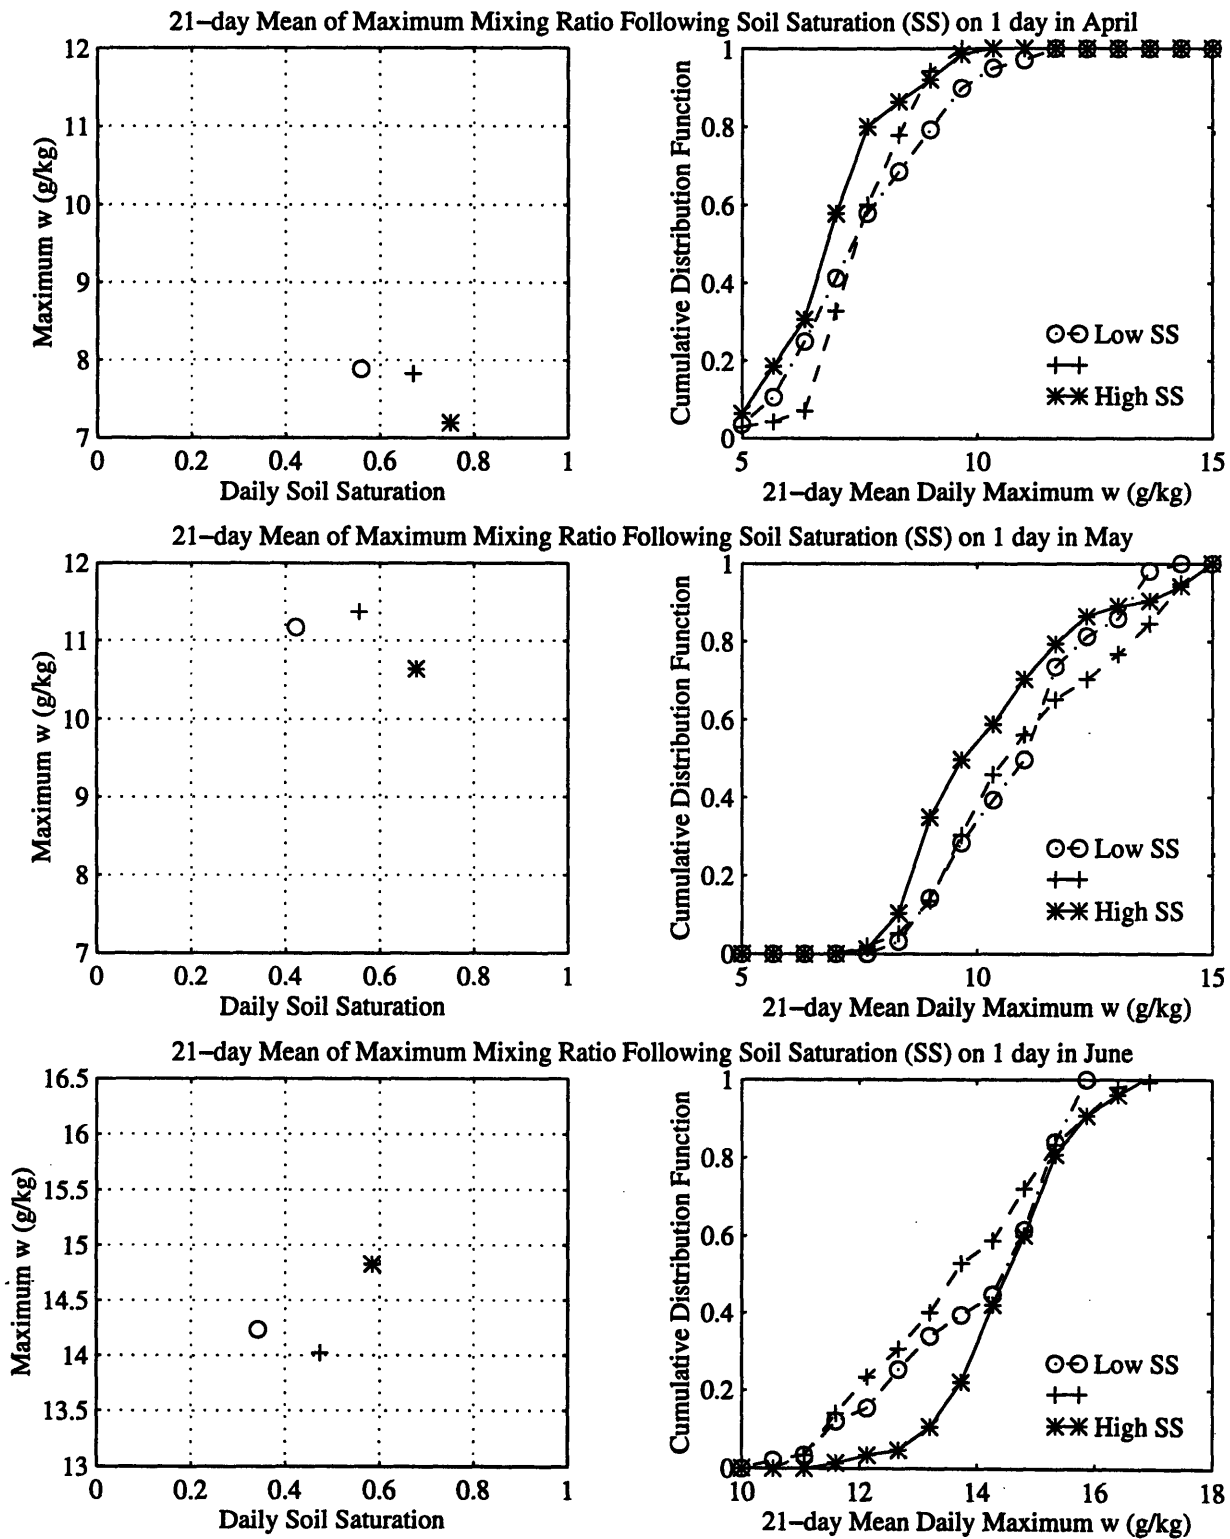 21-day Mean of Maximum Mixing Ratio Following Soil Saturation (SS) on 1 day in April
12
11
10
9
8
7
Maximum w (g/kg)
0 0.2 0.4 0.6 0.8 1
Daily Soil Saturation
1
0.8
0.6
0.4
0.2
0
Cumulative Distribution Function
Low SS
High SS
5 10 15
21-day Mean Daily Maximum w (g/kg)
21-day Mean of Maximum Mixing Ratio Following Soil Saturation (SS) on 1 day in May
12
11
10
9
8
7
Maximum w (g/kg)
0 0.2 0.4 0.6 0.8 1
Daily Soil Saturation
1
0.8
0.6
0.4
0.2
0
Cumulative Distribution Function
Low SS
High SS
5 10 15
21-day Mean Daily Maximum w (g/kg)
21-day Mean of Maximum Mixing Ratio Following Soil Saturation (SS) on 1 day in June
16.5
16
15.5
15
14.5
14
13.5
13
Maximum w (g/kg)
0 0.2 0.4 0.6 0.8 1
Daily Soil Saturation
1
0.8
0.6
0.4
0.2
0
Cumulative Distribution Function
Low SS
High SS
10 12 14 16 18
21-day Mean Daily Maximum w (g/kg)